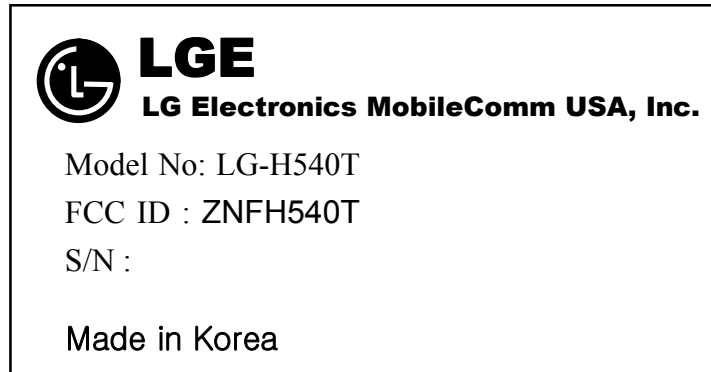 LGE
LG Electronics MobileComm USA, Inc.
Model No: LG-H540T
FCC ID : ZNFH540T
S/N :
Made in Korea